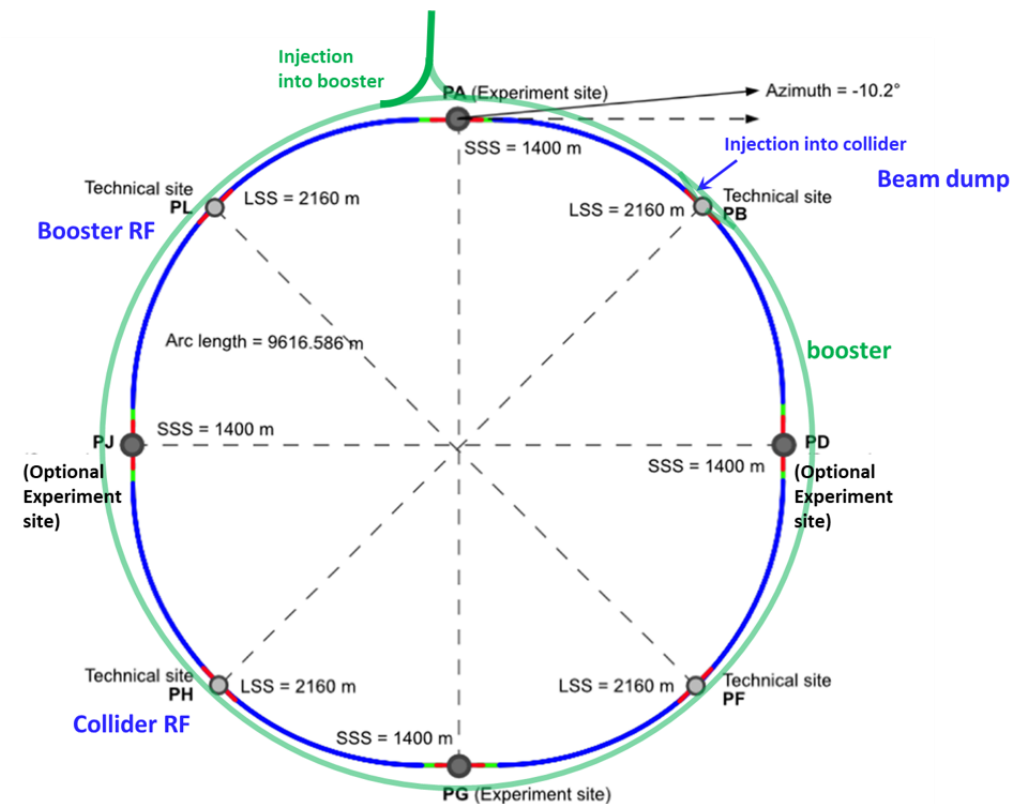 Injection
into booster
PA (Experiment site)
Azimuth = -10.2°
SSS = 1400 m
Injection into collider
Beam dump
Technical site
PL
LSS = 2160 m
Booster RF
LSS = 2160 m
Technical site
PB
Arc length = 9616.586 m
booster
PJ
SSS = 1400 m
(Optional
Experiment
site)
PD
SSS = 1400 m
(Optional
Experiment
site)
Technical site
PH
LSS = 2160 m
Collider RF
LSS = 2160 m
Technical site
PF
SSS = 1400 m
PG (Experiment site)